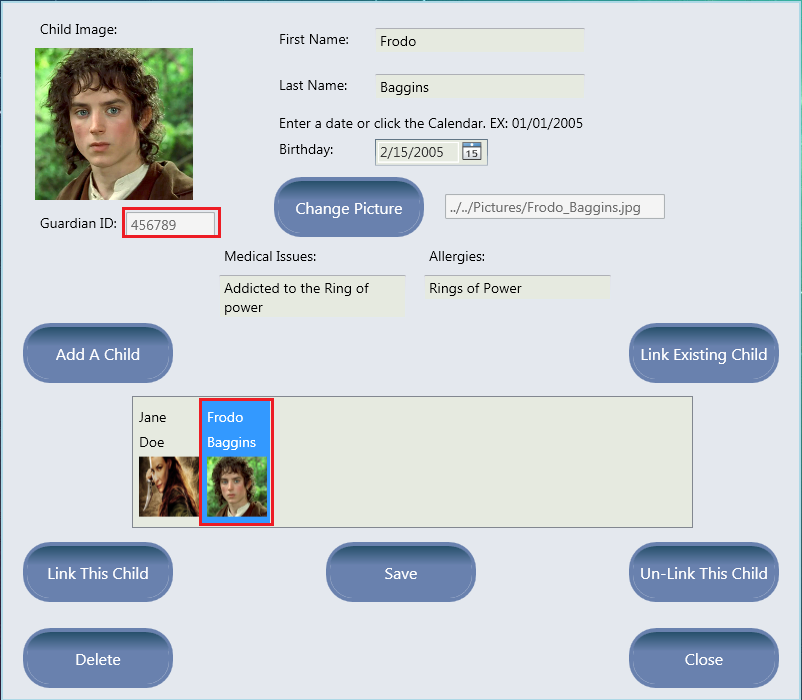 Child Image:
First Name: Frodo
Last Name: Baggins
Enter a date or click the Calendar. EX: 01/01/2005
Birthday: 2/15/2005 15
Change Picture ../../Pictures/Frodo_Baggins.jpg
Guardian ID: 456789
Medical Issues: Allergies:
Addicted to the Ring of Rings of Power
power
Add A Child Link Existing Child
Jane Frodo
Doe Baggins
Link This Child Save Un-Link This Child
Delete Close